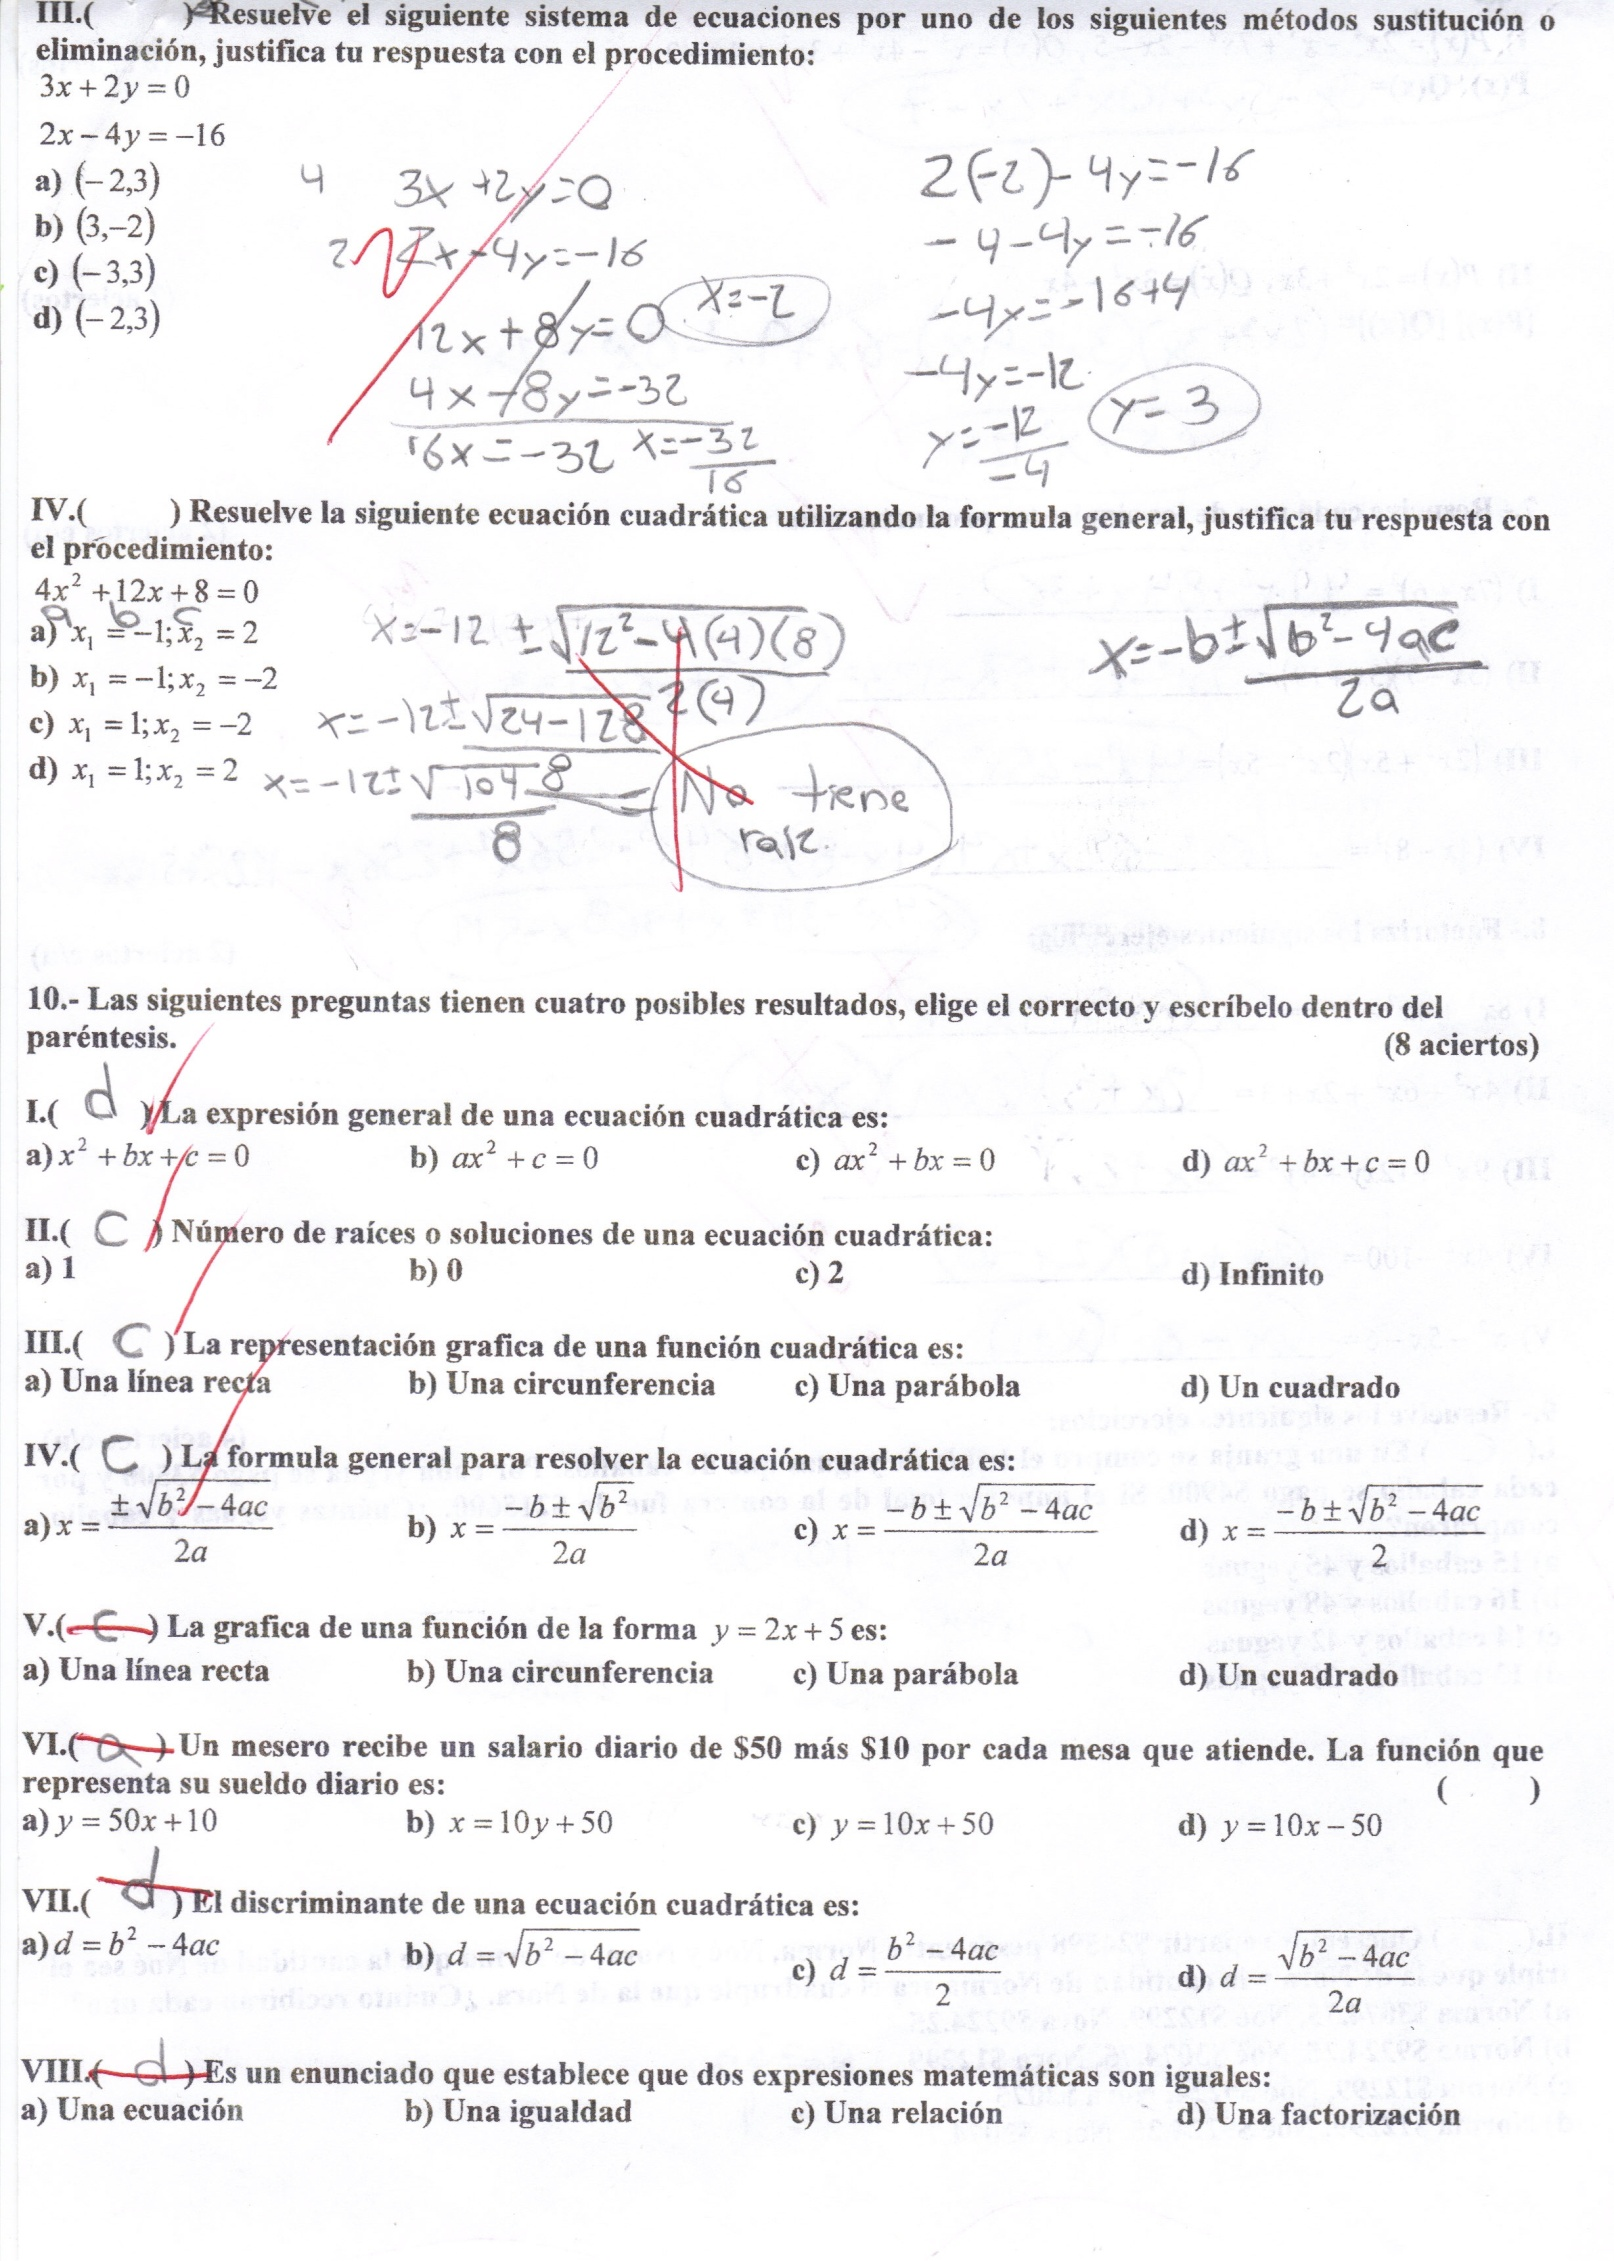 III.( ) Resuelve el siguiente sistema de ecuaciones por uno de los siguientes métodos sustitución o
eliminación, justifica tu respuesta con el procedimiento:
3x + 2y = 0
2x − 4y = −16
a) (−2,3)
b) (3,−2)
c) (−3,3)
d) (−2,3)
4 3x +2y=0
2 2x-4y=-16
12x+8y=0 x=-2
4x-8y=-32
16x=-32 x=-32/16
2(-2)-4y=-16
-4-4y=-16
-4y=-16+4
-4y=-12
y=-12/-4 y=3
IV.( ) Resuelve la siguiente ecuación cuadrática utilizando la formula general, justifica tu respuesta con
el procedimiento:
4x² +12x + 8 = 0
a b c
a) x₁ = −1; x₂ = 2
b) x₁ = −1; x₂ = −2
c) x₁ = 1; x₂ = −2
d) x₁ = 1; x₂ = 2
x=-12 ±√12²-4(4)(8) / 2(4)
x=-12±√24-128 / 8
x=-12±√-104 / 8 = No tiene
raiz.
x=-b±√b²-4ac / 2a
10.- Las siguientes preguntas tienen cuatro posibles resultados, elige el correcto y escríbelo dentro del
paréntesis. (8 aciertos)
I.( d ) La expresión general de una ecuación cuadrática es:
a) x² + bx + c = 0 b) ax² + c = 0 c) ax² + bx = 0 d) ax² + bx + c = 0
II.( C ) Número de raíces o soluciones de una ecuación cuadrática:
a) 1 b) 0 c) 2 d) Infinito
III.( C ) La representación grafica de una función cuadrática es:
a) Una línea recta b) Una circunferencia c) Una parábola d) Un cuadrado
IV.( C ) La formula general para resolver la ecuación cuadrática es:
a) x = ±√b² − 4ac / 2a b) x = −b ± √b² / 2a c) x = −b ± √b² − 4ac / 2a d) x = −b ± √b² − 4ac / 2
V.( C ) La grafica de una función de la forma y = 2x + 5 es:
a) Una línea recta b) Una circunferencia c) Una parábola d) Un cuadrado
VI.( a ) Un mesero recibe un salario diario de $50 más $10 por cada mesa que atiende. La función que
representa su sueldo diario es: ( )
a) y = 50x + 10 b) x = 10y + 50 c) y = 10x + 50 d) y = 10x − 50
VII.( d ) El discriminante de una ecuación cuadrática es:
a) d = b² − 4ac b) d = √b² − 4ac c) d = b² − 4ac / 2 d) d = √b² − 4ac / 2a
VIII.( d ) Es un enunciado que establece que dos expresiones matemáticas son iguales:
a) Una ecuación b) Una igualdad c) Una relación d) Una factorización